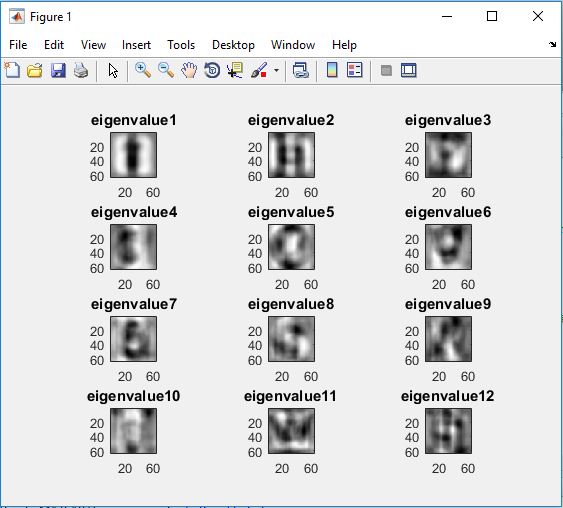 Figure 1
File Edit View Insert Tools Desktop Window Help
eigenvalue1 eigenvalue2 eigenvalue3
20 20 20
40 40 40
60 60 60
20 60 20 60 20 60
eigenvalue4 eigenvalue5 eigenvalue6
20 20 20
40 40 40
60 60 60
20 60 20 60 20 60
eigenvalue7 eigenvalue8 eigenvalue9
20 20 20
40 40 40
60 60 60
20 60 20 60 20 60
eigenvalue10 eigenvalue11 eigenvalue12
20 20 20
40 40 40
60 60 60
20 60 20 60 20 60